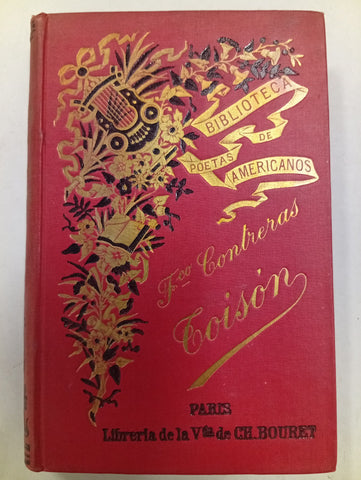 BIBLIOTECA
DE
POETAS
AMERICANOS
Fco Contreras
Toisón
PARIS
Librería de la Vda de CH. BOURET